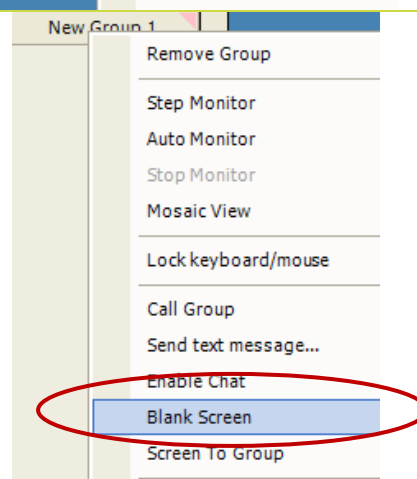 New Group 1
Remove Group
Step Monitor
Auto Monitor
Stop Monitor
Mosaic View
Lock keyboard/mouse
Call Group
Send text message...
Enable Chat
Blank Screen
Screen To Group